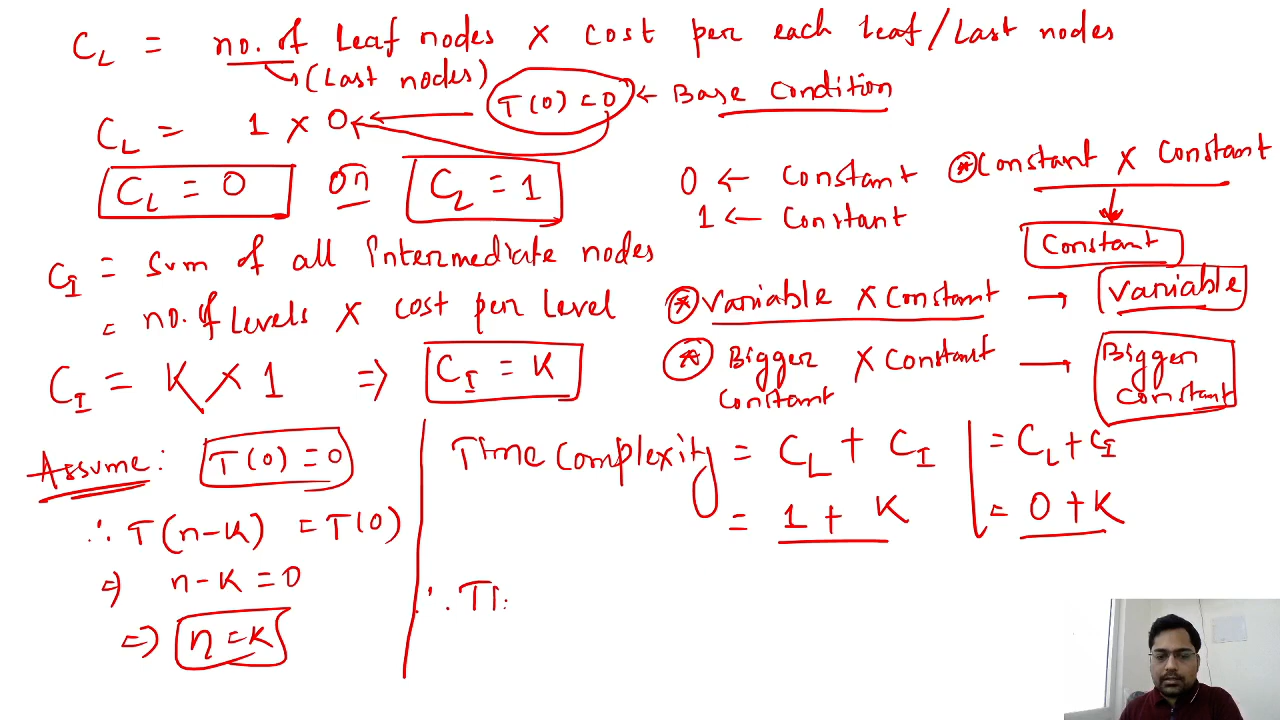 C_L = no. of Leaf nodes × cost per each leaf/Last nodes
(Last nodes)
T(0) = 0 ← Base condition
C_L = 1 × 0
C_L = 0 or C_L = 1
0 ← constant
1 ← constant
* Constant × constant
Constant
C_I = sum of all intermediate nodes
= no. of Levels × cost per level
* variable × constant → variable
* Bigger constant × constant → Bigger constant
C_I = K × 1 ⇒ C_I = K
Assume: T(0) = 0
∴ T(n-K) = T(0)
⇒ n-K = 0
⇒ n = K
Time complexity = C_L + C_I
= 1 + K
= C_L + C_I
= 0 + K
∴ TI